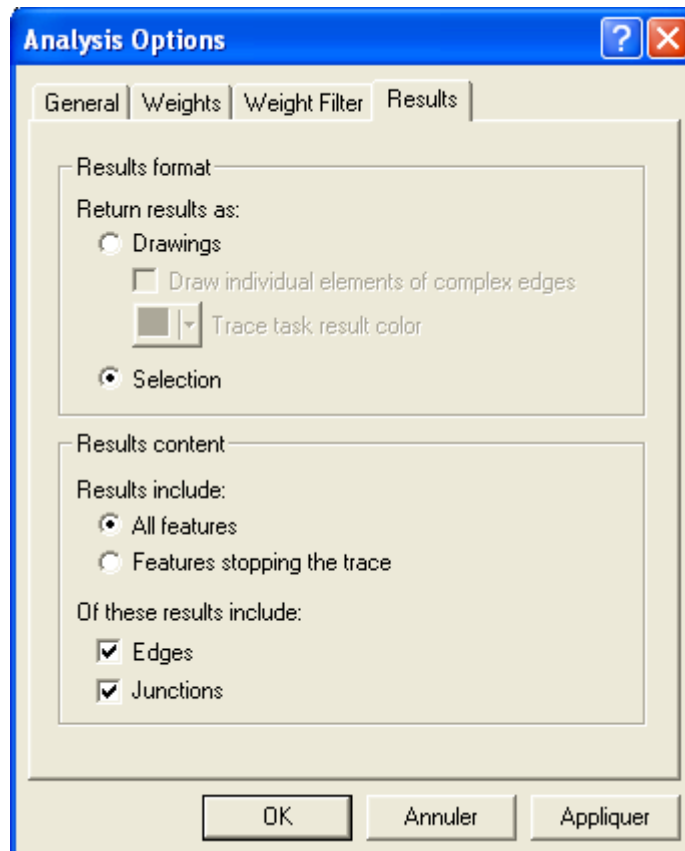 Analysis Options
General Weights Weight Filter Results
Results format
Return results as:
Drawings
Draw individual elements of complex edges
Trace task result color
Selection
Results content
Results include:
All features
Features stopping the trace
Of these results include:
Edges
Junctions
OK Annuler Appliquer